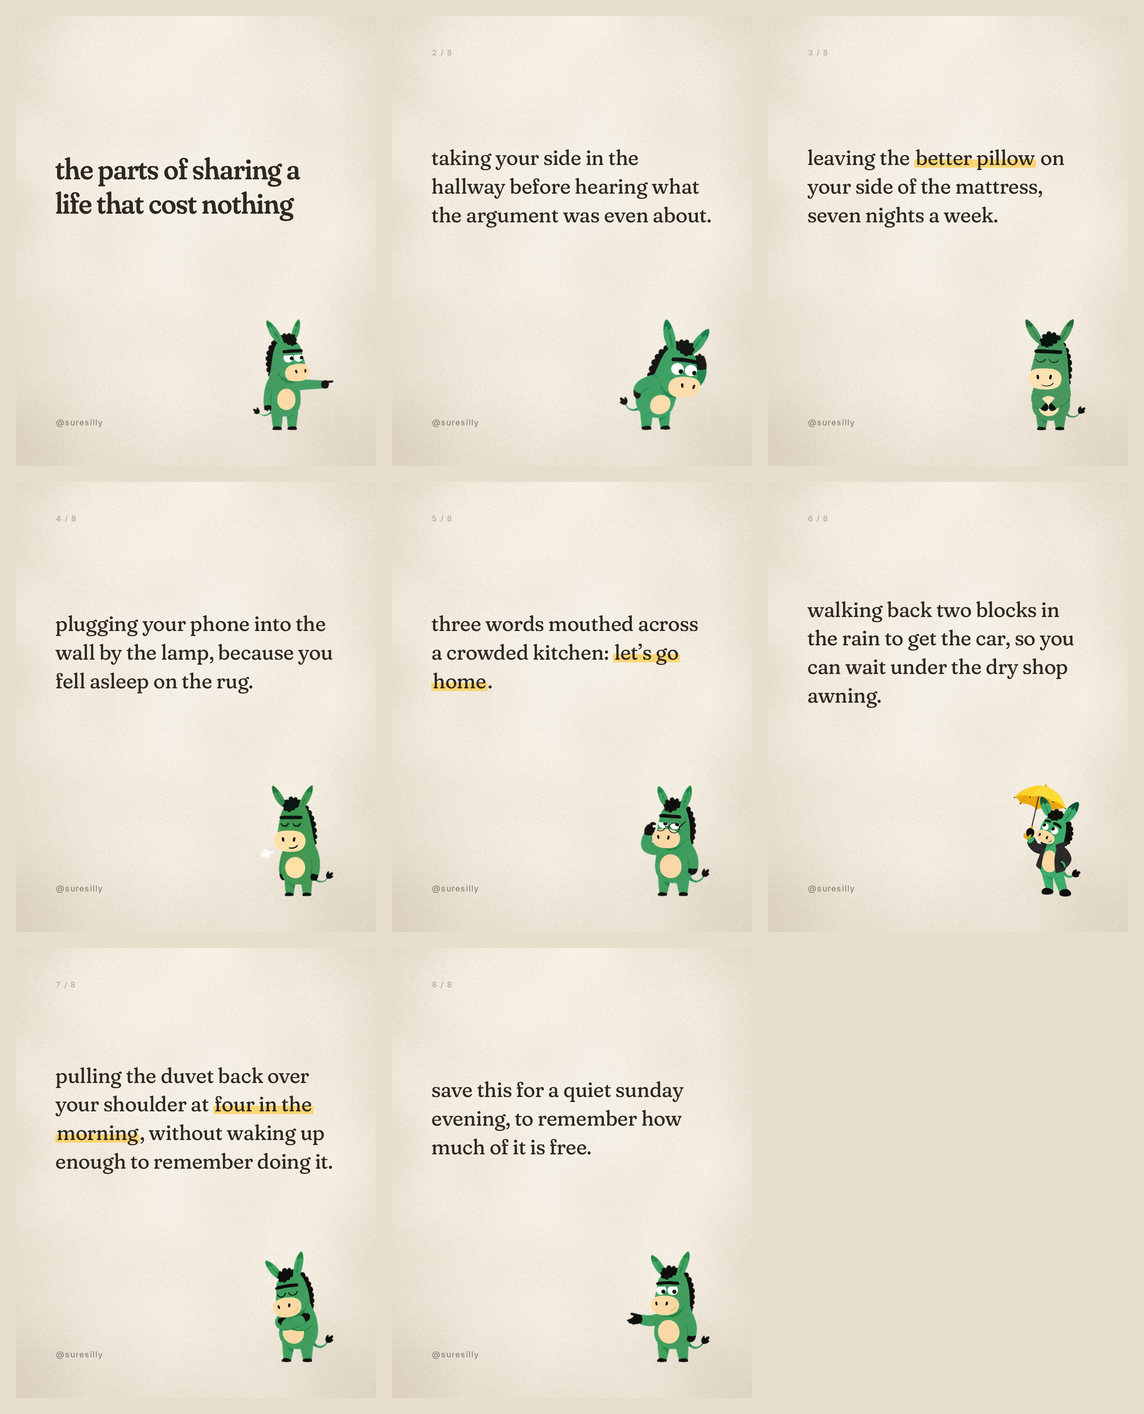 the parts of sharing a
life that cost nothing
@suresilly
2 / 8
taking your side in the
hallway before hearing what
the argument was even about.
@suresilly
3 / 8
leaving the better pillow on
your side of the mattress,
seven nights a week.
@suresilly
4 / 8
plugging your phone into the
wall by the lamp, because you
fell asleep on the rug.
@suresilly
5 / 8
three words mouthed across
a crowded kitchen: let’s go
home.
@suresilly
6 / 8
walking back two blocks in
the rain to get the car, so you
can wait under the dry shop
awning.
@suresilly
7 / 8
pulling the duvet back over
your shoulder at four in the
morning, without waking up
enough to remember doing it.
@suresilly
8 / 8
save this for a quiet sunday
evening, to remember how
much of it is free.
@suresilly